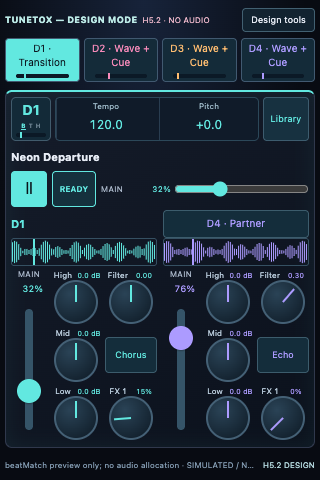 TUNETOX — DESIGN MODE H5.2 · NO AUDIO
Design tools
D1 ·
Transition
D2 · Wave +
Cue
D3 · Wave +
Cue
D4 · Wave +
Cue
D1
B T H
Tempo
120.0
Pitch
+0.0
Library
Neon Departure
II
READY
MAIN
32%
D1
D4 · Partner
MAIN
32%
High 0.0 dB
Filter 0.00
Mid 0.0 dB
Chorus
Low 0.0 dB
FX 1 15%
MAIN
76%
High 0.0 dB
Filter 0.30
Mid 0.0 dB
Echo
Low 0.0 dB
FX 1 0%
beatMatch preview only; no audio allocation · SIMULATED / N...
H5.2 DESIGN